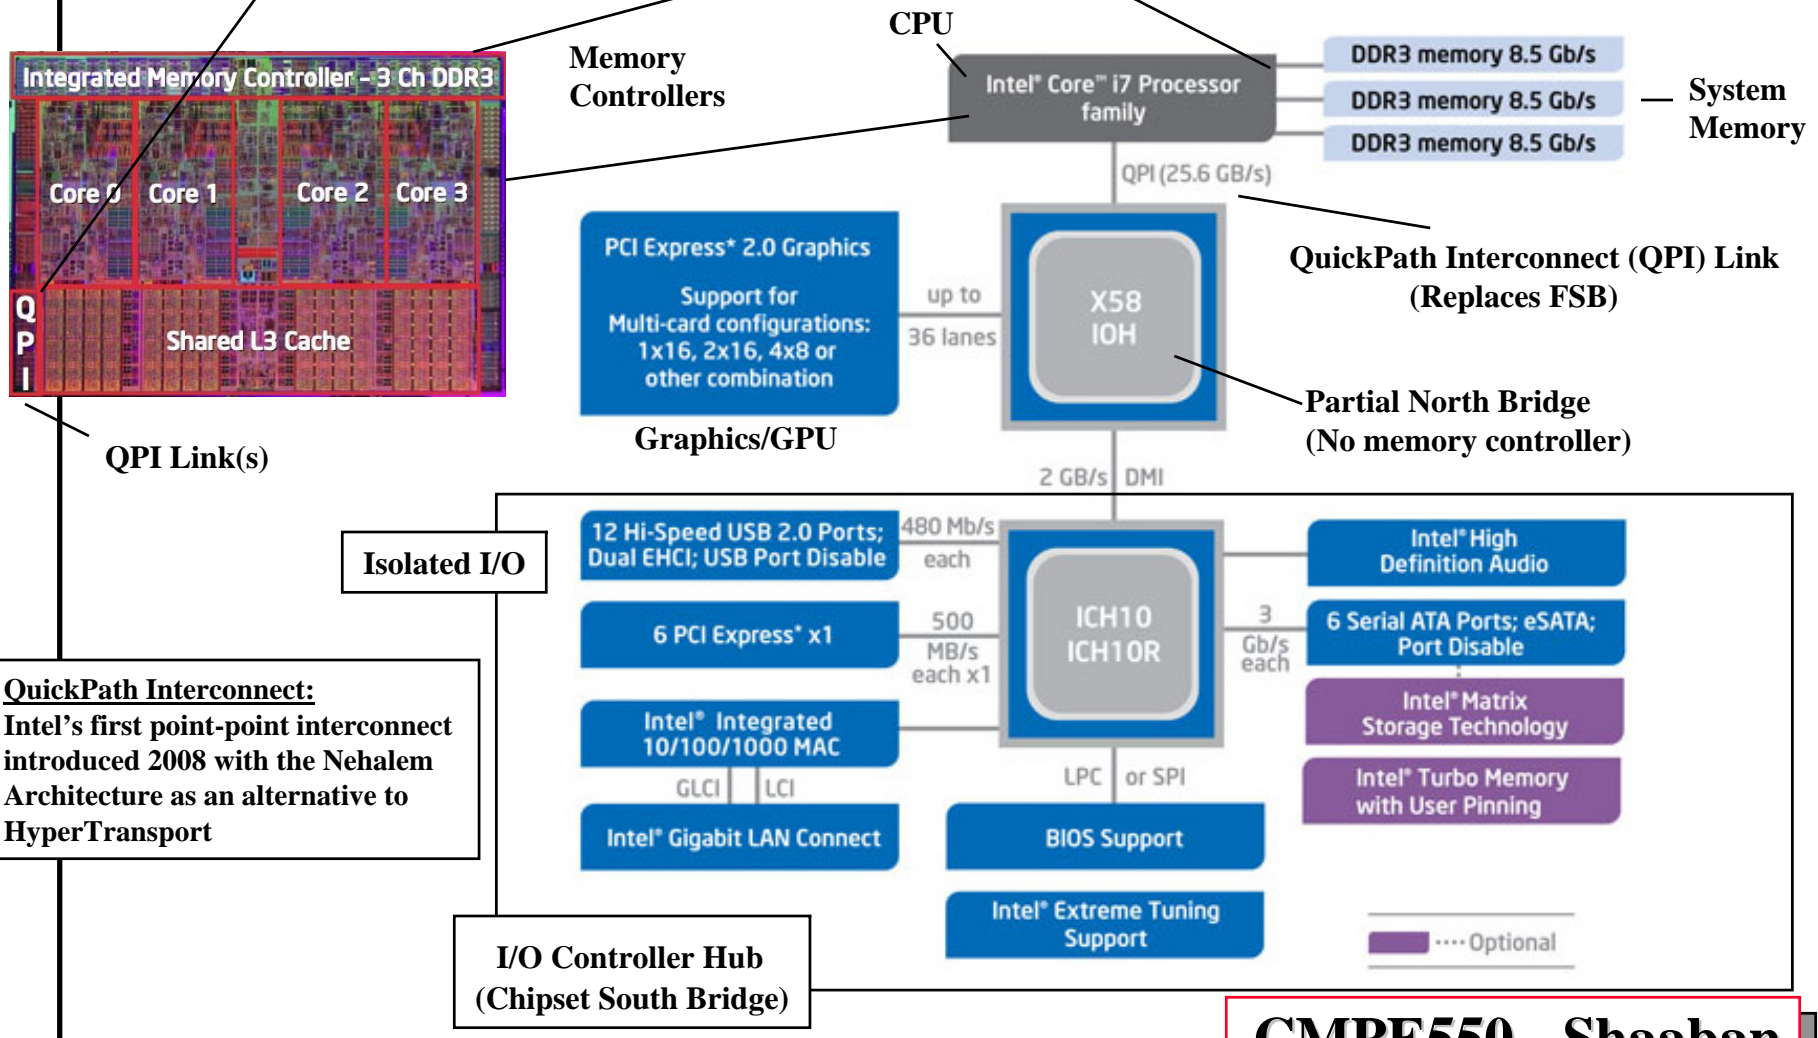 CPU
Memory
Controllers
Integrated Memory Controller – 3 Ch DDR3
Core 0
Core 1
Core 2
Core 3
Q
P
I
Shared L3 Cache
QPI Link(s)
Intel® Core™ i7 Processor
family
DDR3 memory 8.5 Gb/s
DDR3 memory 8.5 Gb/s
DDR3 memory 8.5 Gb/s
System
Memory
QPI (25.6 GB/s)
QuickPath Interconnect (QPI) Link
(Replaces FSB)
PCI Express* 2.0 Graphics
Support for
Multi-card configurations:
1x16, 2x16, 4x8 or
other combination
Graphics/GPU
up to
36 lanes
X58
IOH
Partial North Bridge
(No memory controller)
2 GB/s DMI
Isolated I/O
12 Hi-Speed USB 2.0 Ports;
Dual EHCI; USB Port Disable
480 Mb/s
each
6 PCI Express* x1
500
MB/s
each x1
Intel® Integrated
10/100/1000 MAC
GLCI LCI
Intel® Gigabit LAN Connect
ICH10
ICH10R
Intel® High
Definition Audio
3
Gb/s
each
6 Serial ATA Ports; eSATA;
Port Disable
Intel® Matrix
Storage Technology
Intel® Turbo Memory
with User Pinning
LPC or SPI
BIOS Support
Intel® Extreme Tuning
Support
Optional
QuickPath Interconnect:
Intel’s first point-point interconnect
introduced 2008 with the Nehalem
Architecture as an alternative to
HyperTransport
I/O Controller Hub
(Chipset South Bridge)
CMPE550 - Shaaban